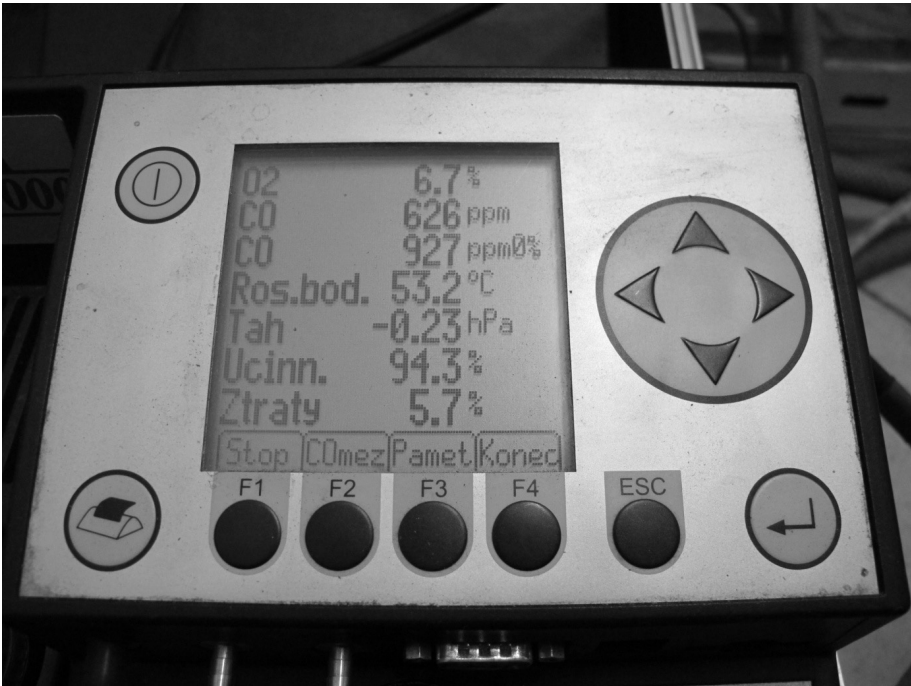 O2 6.7 %
CO 626 ppm
CO 927 ppm0%
Ros.bod. 53.2 °C
Tah -0.23 hPa
Ucinn. 94.3 %
Ztraty 5.7 %
Stop COmez Pamet Konec
F1 F2 F3 F4 ESC